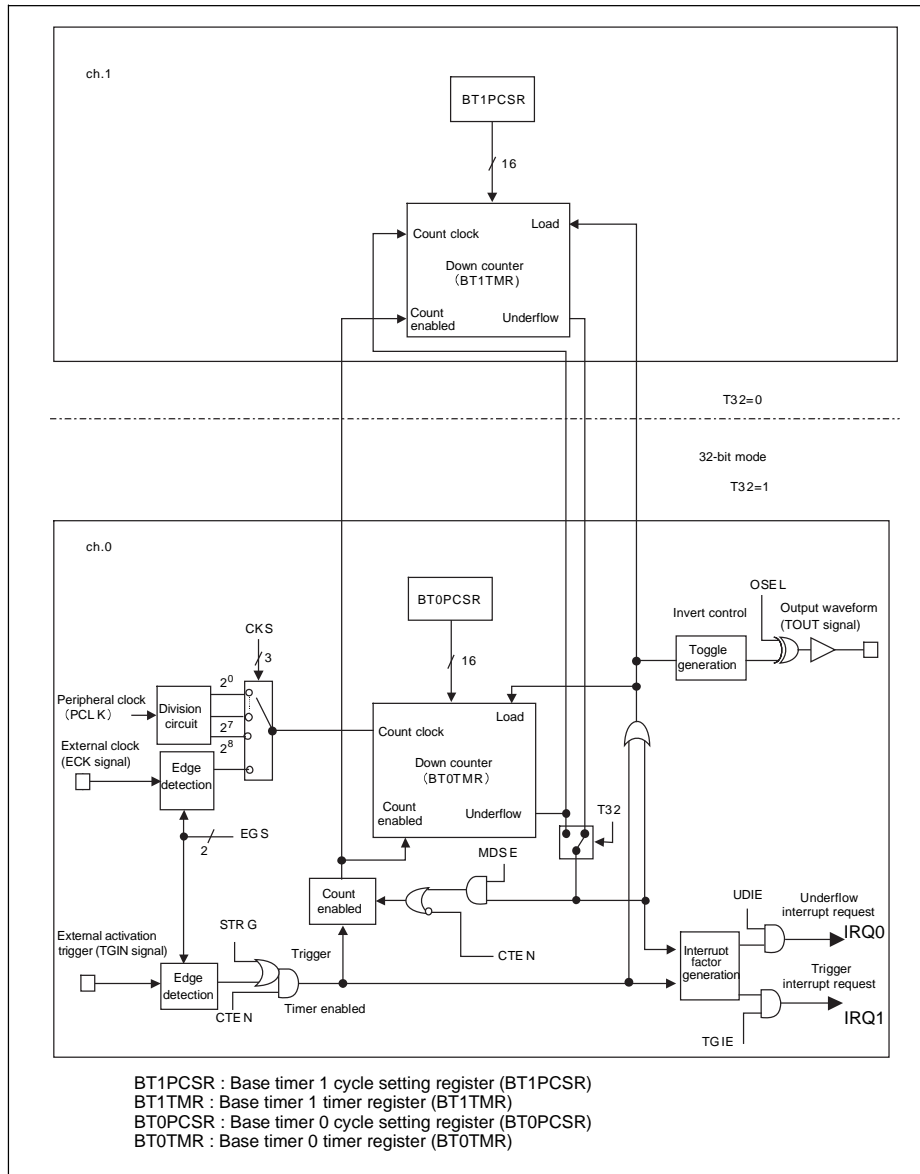 ch.1
BT1PCSR
16
Count clock
Load
Down counter
(BT1TMR)
Count
enabled
Underflow
T32=0
32-bit mode
T32=1
ch.0
BT0PCSR
OSEL
Invert control
Output waveform
(TOUT signal)
CKS
3
16
Toggle
generation
2^0
Peripheral clock
(PCLK)
Division
circuit
2^7
Load
Count clock
External clock
(ECK signal)
2^8
Edge
detection
Down counter
(BT0TMR)
Count
enabled
Underflow
T32
EGS
2
MDSE
Count
enabled
UDIE
Underflow
interrupt request
IRQ0
STRG
CTEN
External activation
trigger (TGIN signal)
Trigger
Interrupt
factor
generation
Trigger
interrupt request
Edge
detection
CTEN
Timer enabled
IRQ1
TGIE
BT1PCSR : Base timer 1 cycle setting register (BT1PCSR)
BT1TMR : Base timer 1 timer register (BT1TMR)
BT0PCSR : Base timer 0 cycle setting register (BT0PCSR)
BT0TMR : Base timer 0 timer register (BT0TMR)